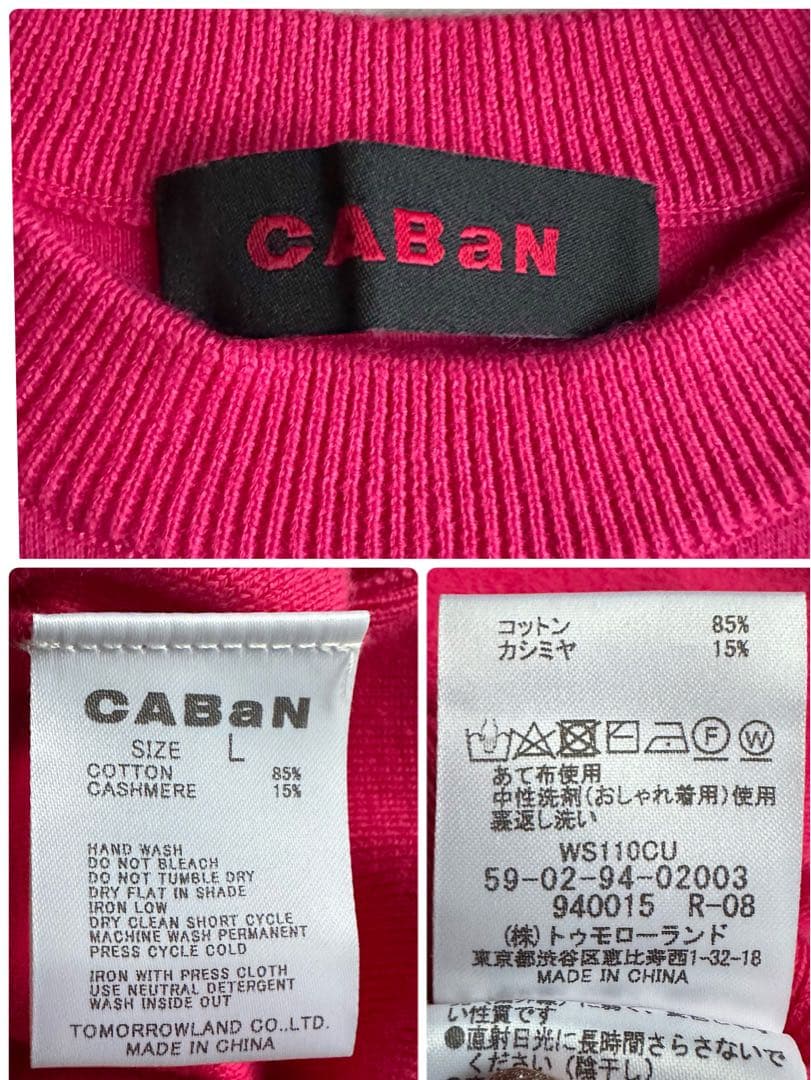 CABaN
CABaN
SIZE L
COTTON 85%
CASHMERE 15%
HAND WASH
DO NOT BLEACH
DO NOT TUMBLE DRY
DRY FLAT IN SHADE
IRON LOW
DRY CLEAN SHORT CYCLE
MACHINE WASH PERMANENT
PRESS CYCLE COLD
IRON WITH PRESS CLOTH
USE NEUTRAL DETERGENT
WASH INSIDE OUT
TOMORROWLAND CO.,LTD.
MADE IN CHINA
コットン 85%
カシミヤ 15%
F W
あて布使用
中性洗剤(おしゃれ着用)使用
裏返し洗い
WS110CU
59-02-94-02003
940015 R-08
(株)トゥモローランド
東京都渋谷区恵比寿西1-32-18
MADE IN CHINA
い性質です
●直射日光に長時間さらさないで
ください(陰干し)